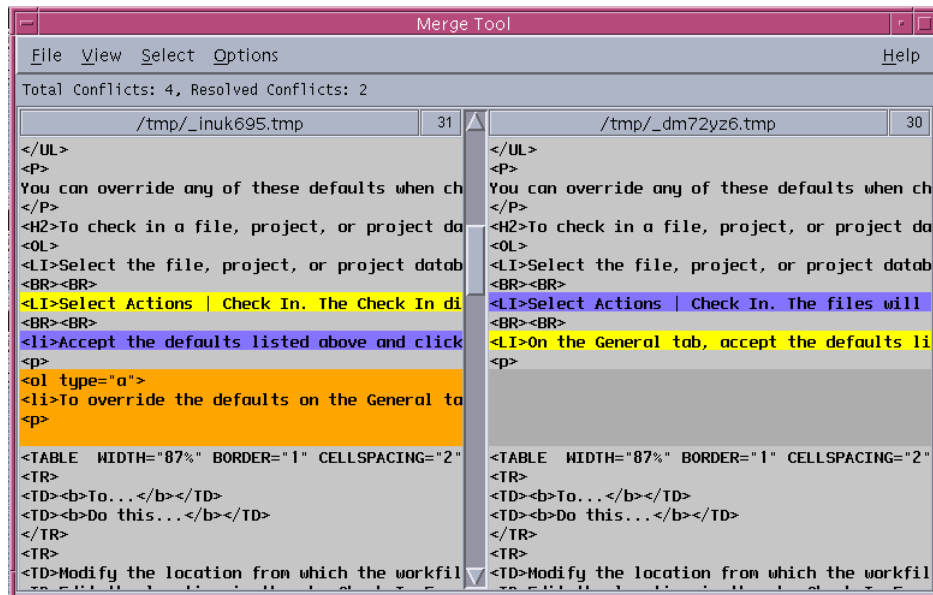 Merge Tool
File View Select Options Help
Total Conflicts: 4, Resolved Conflicts: 2
/tmp/_inuk695.tmp 31
</UL>
<P>
You can override any of these defaults when ch
</P>
<H2>To check in a file, project, or project da
<OL>
<LI>Select the file, project, or project datab
<BR><BR>
<LI>Select Actions | Check In. The Check In di
<BR><BR>
<li>Accept the defaults listed above and click
<p>
<ol type="a">
<li>To override the defaults on the General ta
<p>
<TABLE  WIDTH="87%" BORDER="1" CELLSPACING="2"
<TR>
<TD><b>To...</b></TD>
<TD><b>Do this...</b></TD>
</TR>
<TR>
<TD>Modify the location from which the workfil
/tmp/_dm72yz6.tmp 30
</UL>
<P>
You can override any of these defaults when ch
</P>
<H2>To check in a file, project, or project da
<OL>
<LI>Select the file, project, or project datab
<BR><BR>
<LI>Select Actions | Check In. The files will
<BR><BR>
<LI>On the General tab, accept the defaults li
<p>
<TABLE  WIDTH="87%" BORDER="1" CELLSPACING="2"
<TR>
<TD><b>To...</b></TD>
<TD><b>Do this...</b></TD>
</TR>
<TR>
<TD>Modify the location from which the workfil